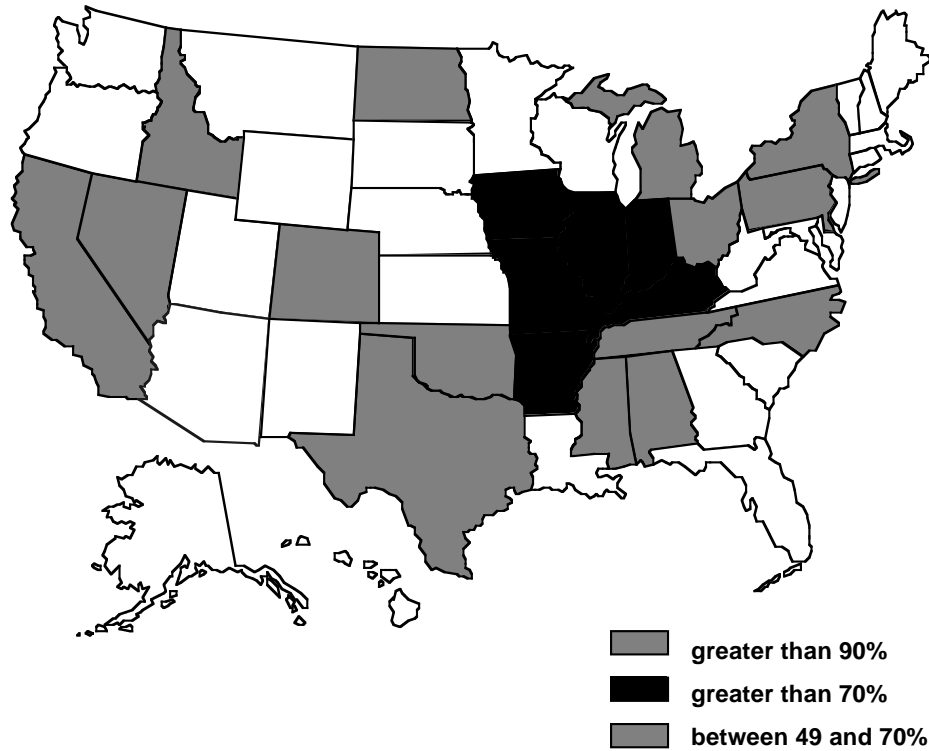 greater than 90%
greater than 70%
between 49 and 70%